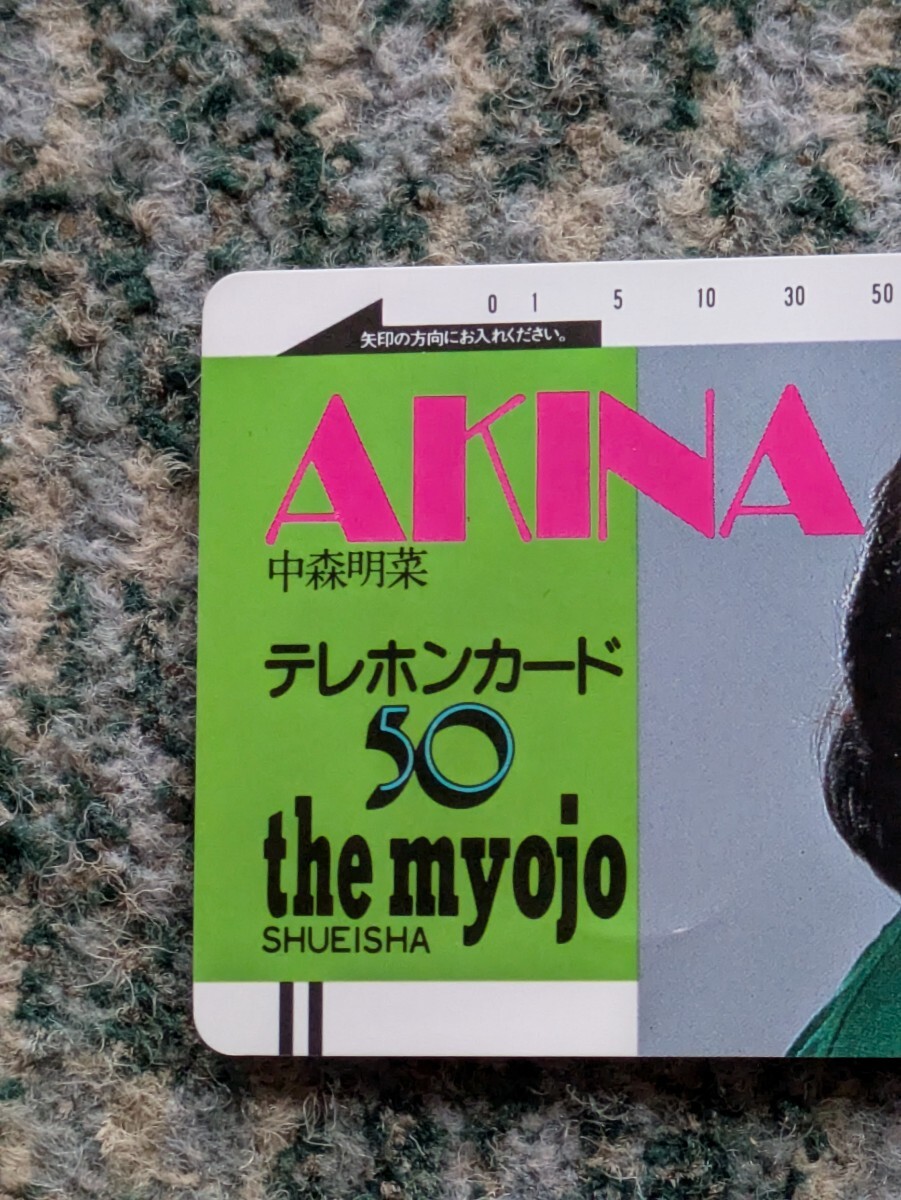 0 1 5 10 30 50
矢印の方向にお入れください。
AKINA
中森明菜
テレホンカード
50
the myojo
SHUEISHA